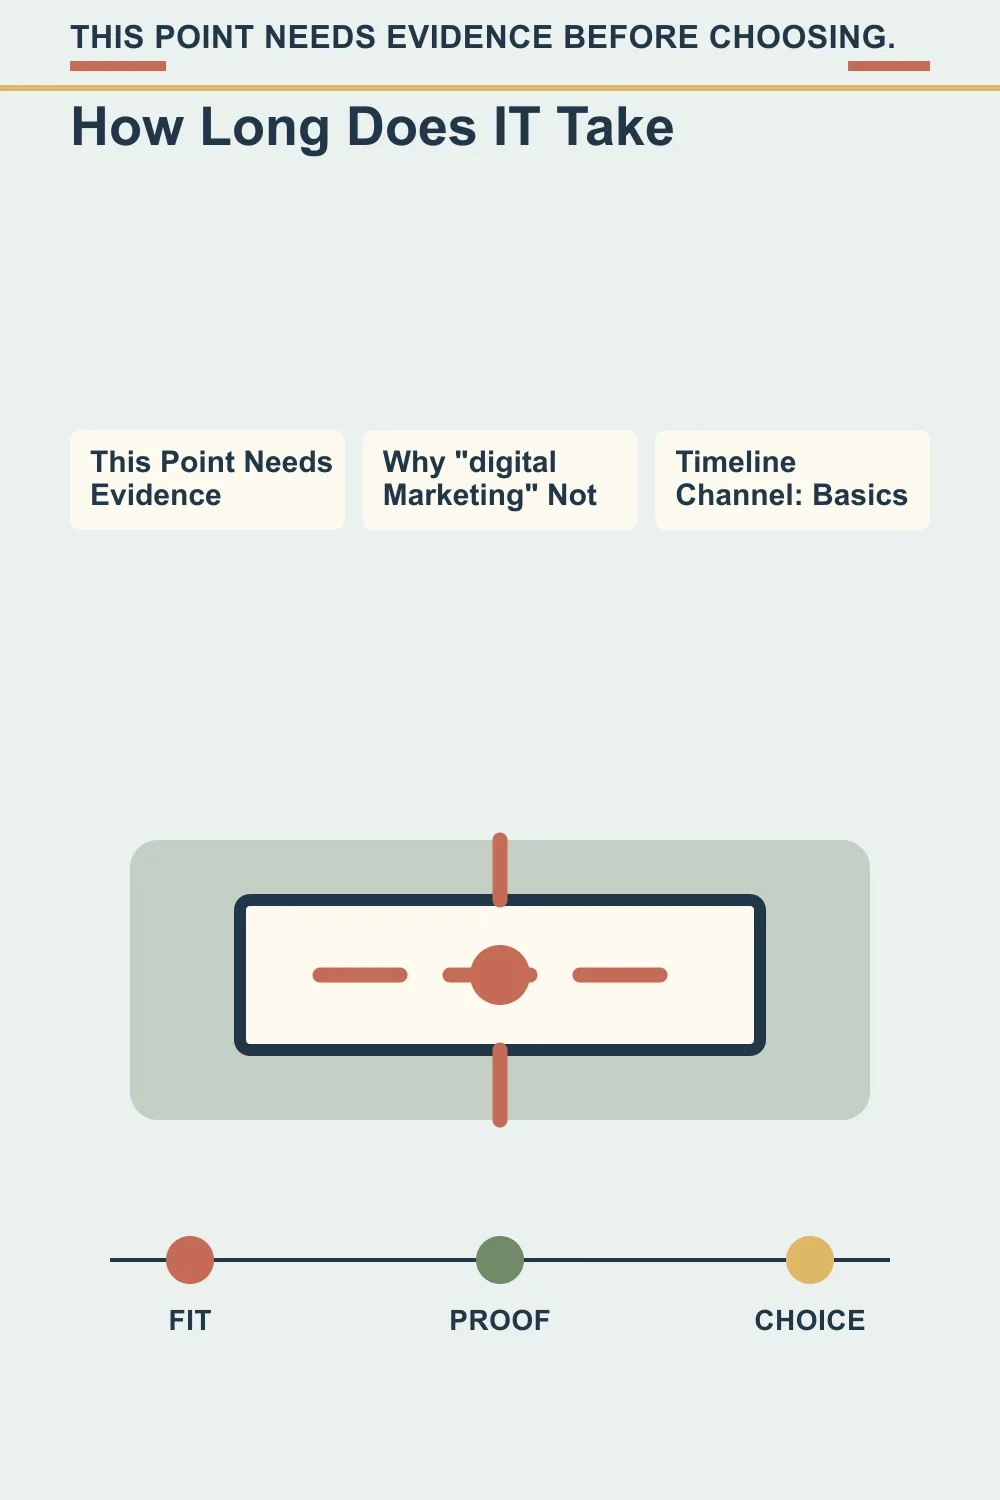 THIS POINT NEEDS EVIDENCE BEFORE CHOOSING.
How Long Does IT Take
This Point Needs
Evidence
Why "digital
Marketing" Not
Timeline
Channel: Basics
FIT
PROOF
CHOICE